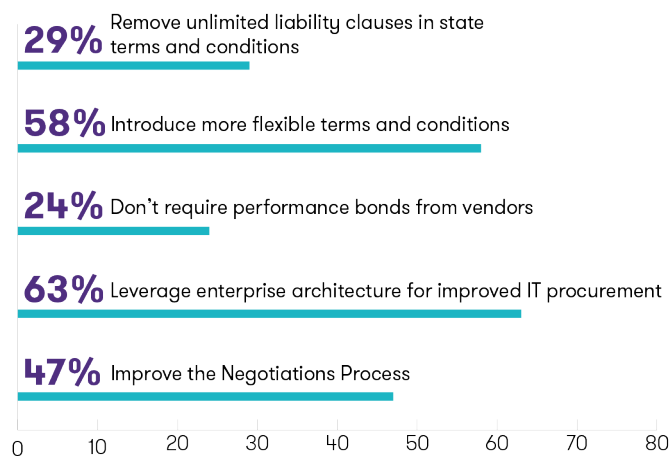 29% Remove unlimited liability clauses in state
terms and conditions
58% Introduce more flexible terms and conditions
24% Don't require performance bonds from vendors
63% Leverage enterprise architecture for improved IT procurement
47% Improve the Negotiations Process
0 10 20 30 40 50 60 70 80